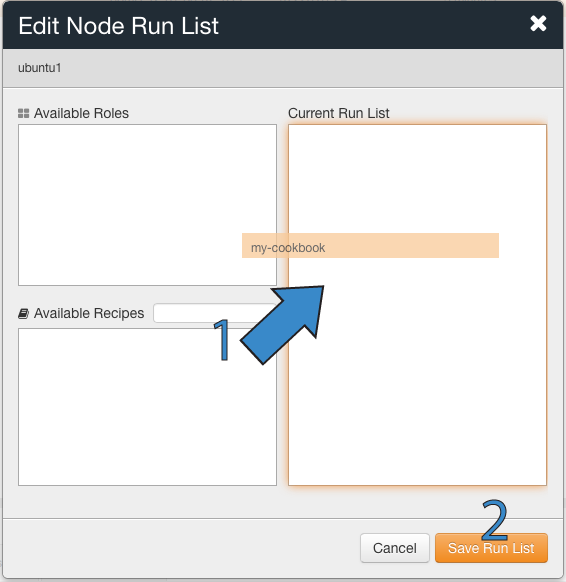 Edit Node Run List
ubuntu1
Available Roles
Current Run List
my-cookbook
Available Recipes
1
2
Cancel
Save Run List